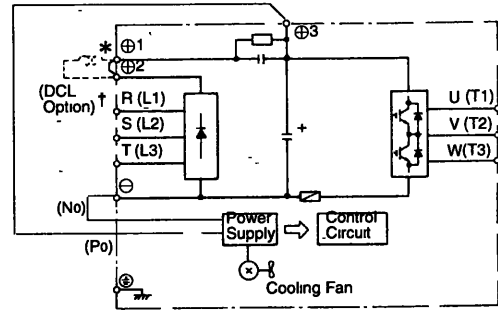 ⊕3
* ⊕1
⊕2
(DCL
Option) †
R (L1)
S (L2)
T (L3)
+
U (T1)
V (T2)
W(T3)
⊖
(No)
(Po)
Power
Supply
Control
Circuit
Cooling Fan